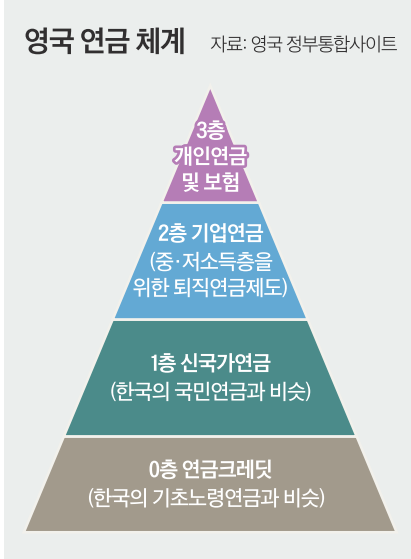 영국 연금 체계
자료: 영국 정부통합사이트
3층
개인연금
및 보험
2층 기업연금
(중·저소득층을
위한 퇴직연금제도)
1층 신국가연금
(한국의 국민연금과 비슷)
0층 연금크레딧
(한국의 기초노령연금과 비슷)